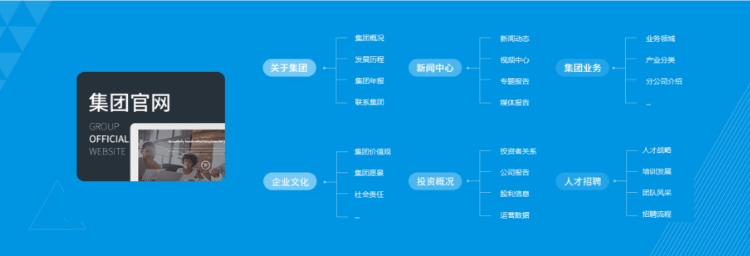 集团官网
GROUP
OFFICIAL
WEBSITE
关于集团
集团概况
发展历程
集团年报
联系集团
新闻中心
新闻动态
视频中心
专题报告
媒体报告
集团业务
业务领域
产业分类
分公司介绍
...
企业文化
集团价值观
集团愿景
社会责任
...
投资概况
投资者关系
公司报告
股利信息
运营数据
人才招聘
人才战略
培训发展
团队风采
招聘流程